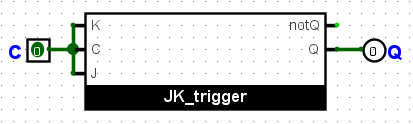 K notQ
C 0 C Q 0 Q
J
JK_trigger